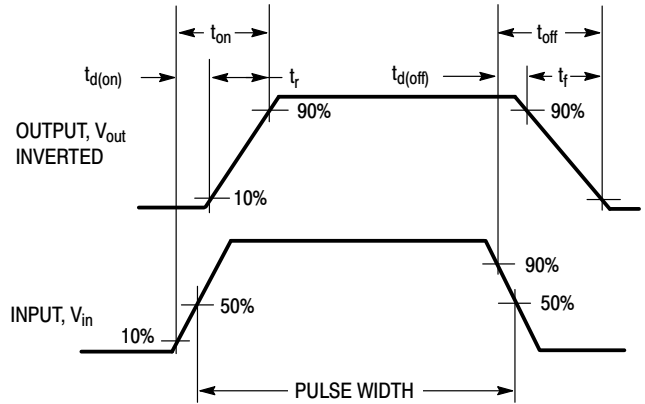 t_on
t_off
t_d(on)
t_r
t_d(off)
t_f
OUTPUT, V_out
INVERTED
90%
90%
10%
INPUT, V_in
90%
50%
50%
10%
PULSE WIDTH